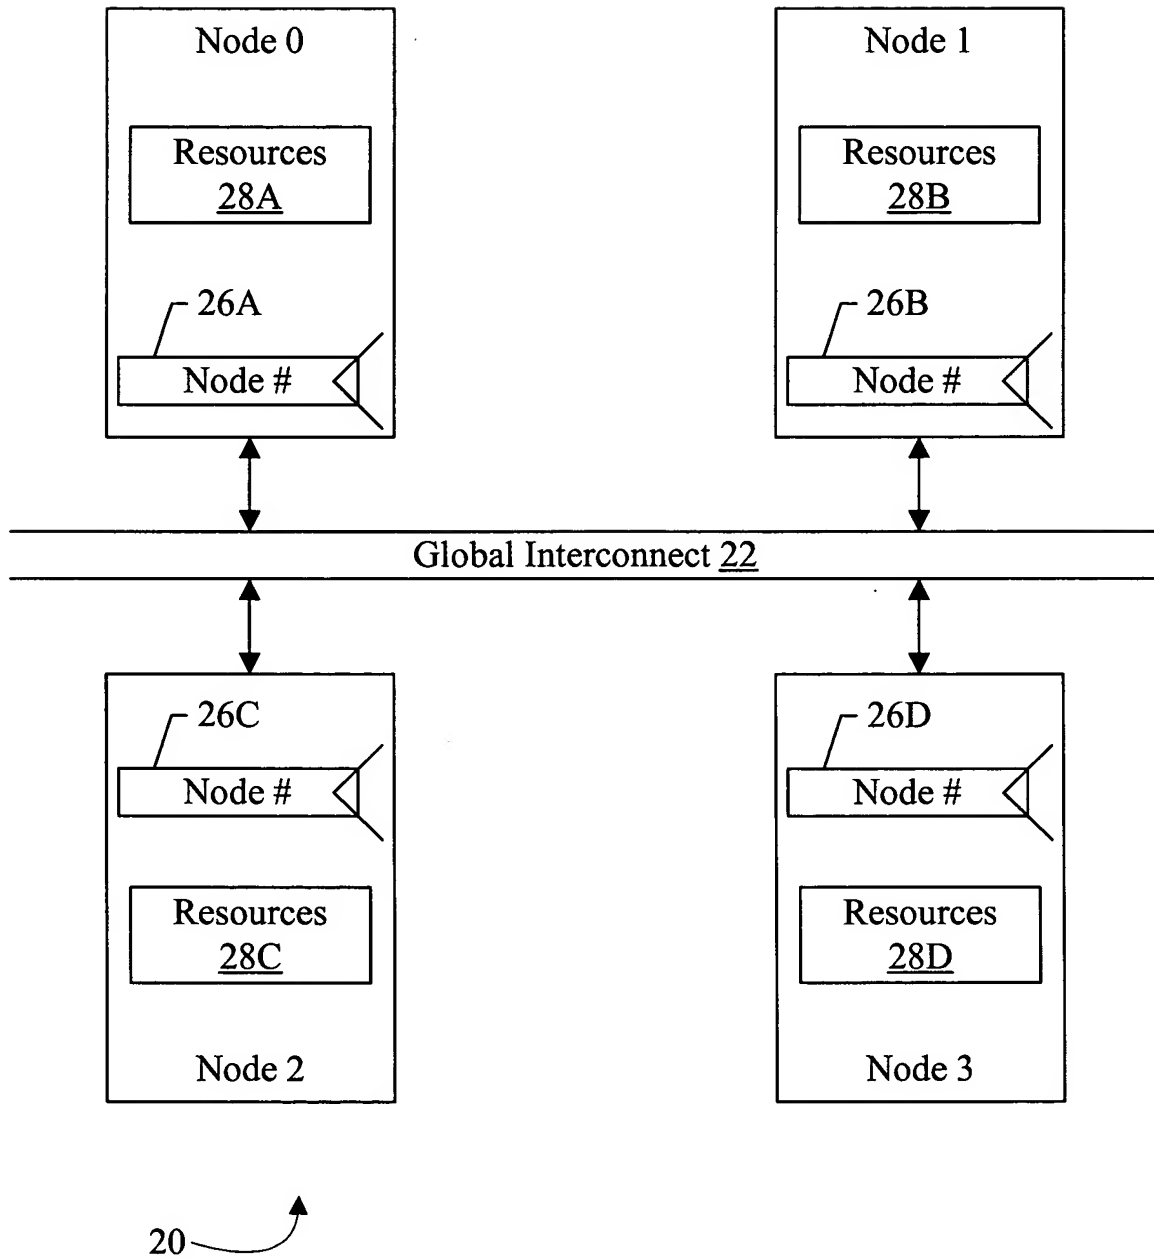 Node 0
Resources
28A
26A
Node #
Node 1
Resources
28B
26B
Node #
Global Interconnect 22
26C
Node #
Resources
28C
Node 2
26D
Node #
Resources
28D
Node 3
20